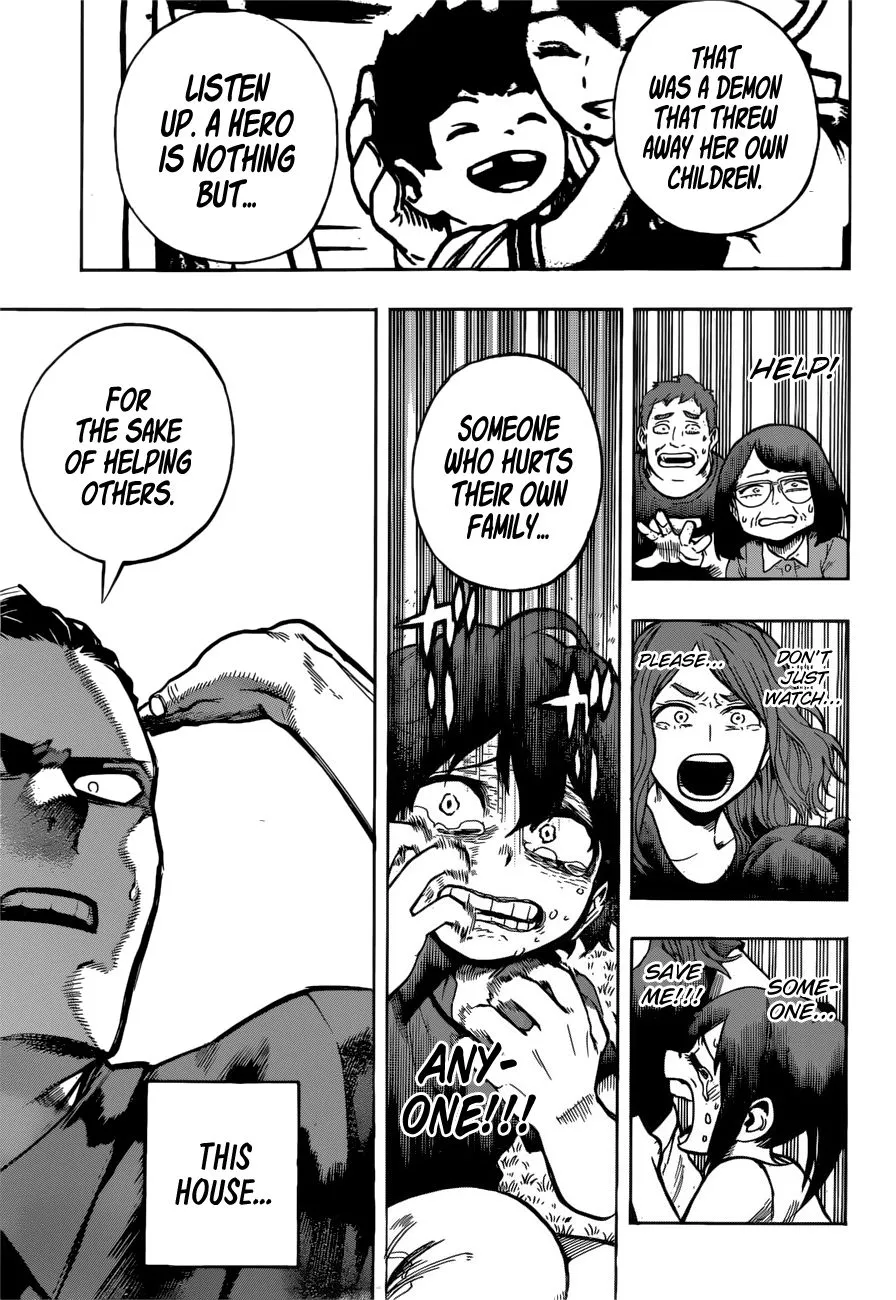 THAT
WAS A DEMON
THAT THREW
AWAY HER OWN
CHILDREN.
LISTEN
UP. A HERO
IS NOTHING
BUT...
HELP!
DON'T
JUST
WATCH...
PLEASE...
SOME-
ONE...
SAVE
ME!!!
SOMEONE
WHO HURTS
THEIR OWN
FAMILY...
ANY-
ONE!!!
FOR
THE SAKE
OF HELPING
OTHERS.
THIS
HOUSE...